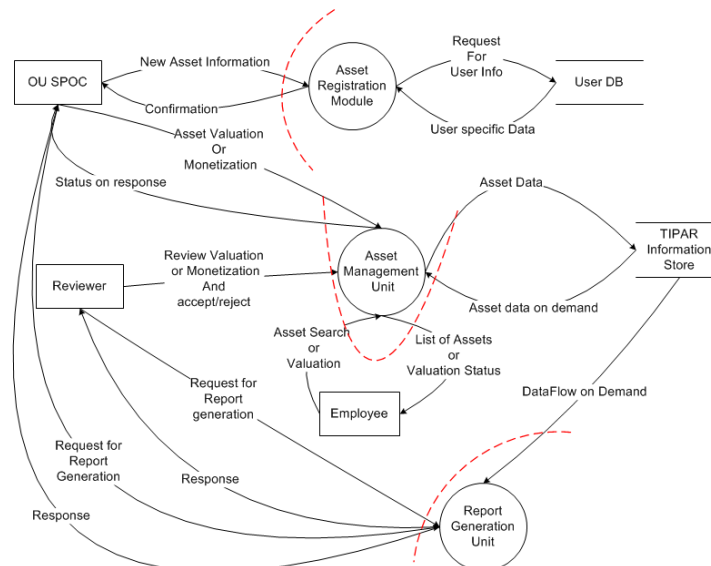 New Asset Information
OU SPOC
Confirmation
Asset
Registration
Module
Request
For
User Info
User DB
User specific Data
Asset Valuation
Or
Monetization
Status on response
Asset Data
TIPAR
Information
Store
Asset
Management
Unit
Review Valuation
or Monetization
And
accept/reject
Reviewer
Asset data on demand
Asset Search
or
Valuation
List of Assets
or
Valuation Status
Employee
Request for
Report
generation
DataFlow on Demand
Request for
Report
Generation
Response
Response
Report
Generation
Unit